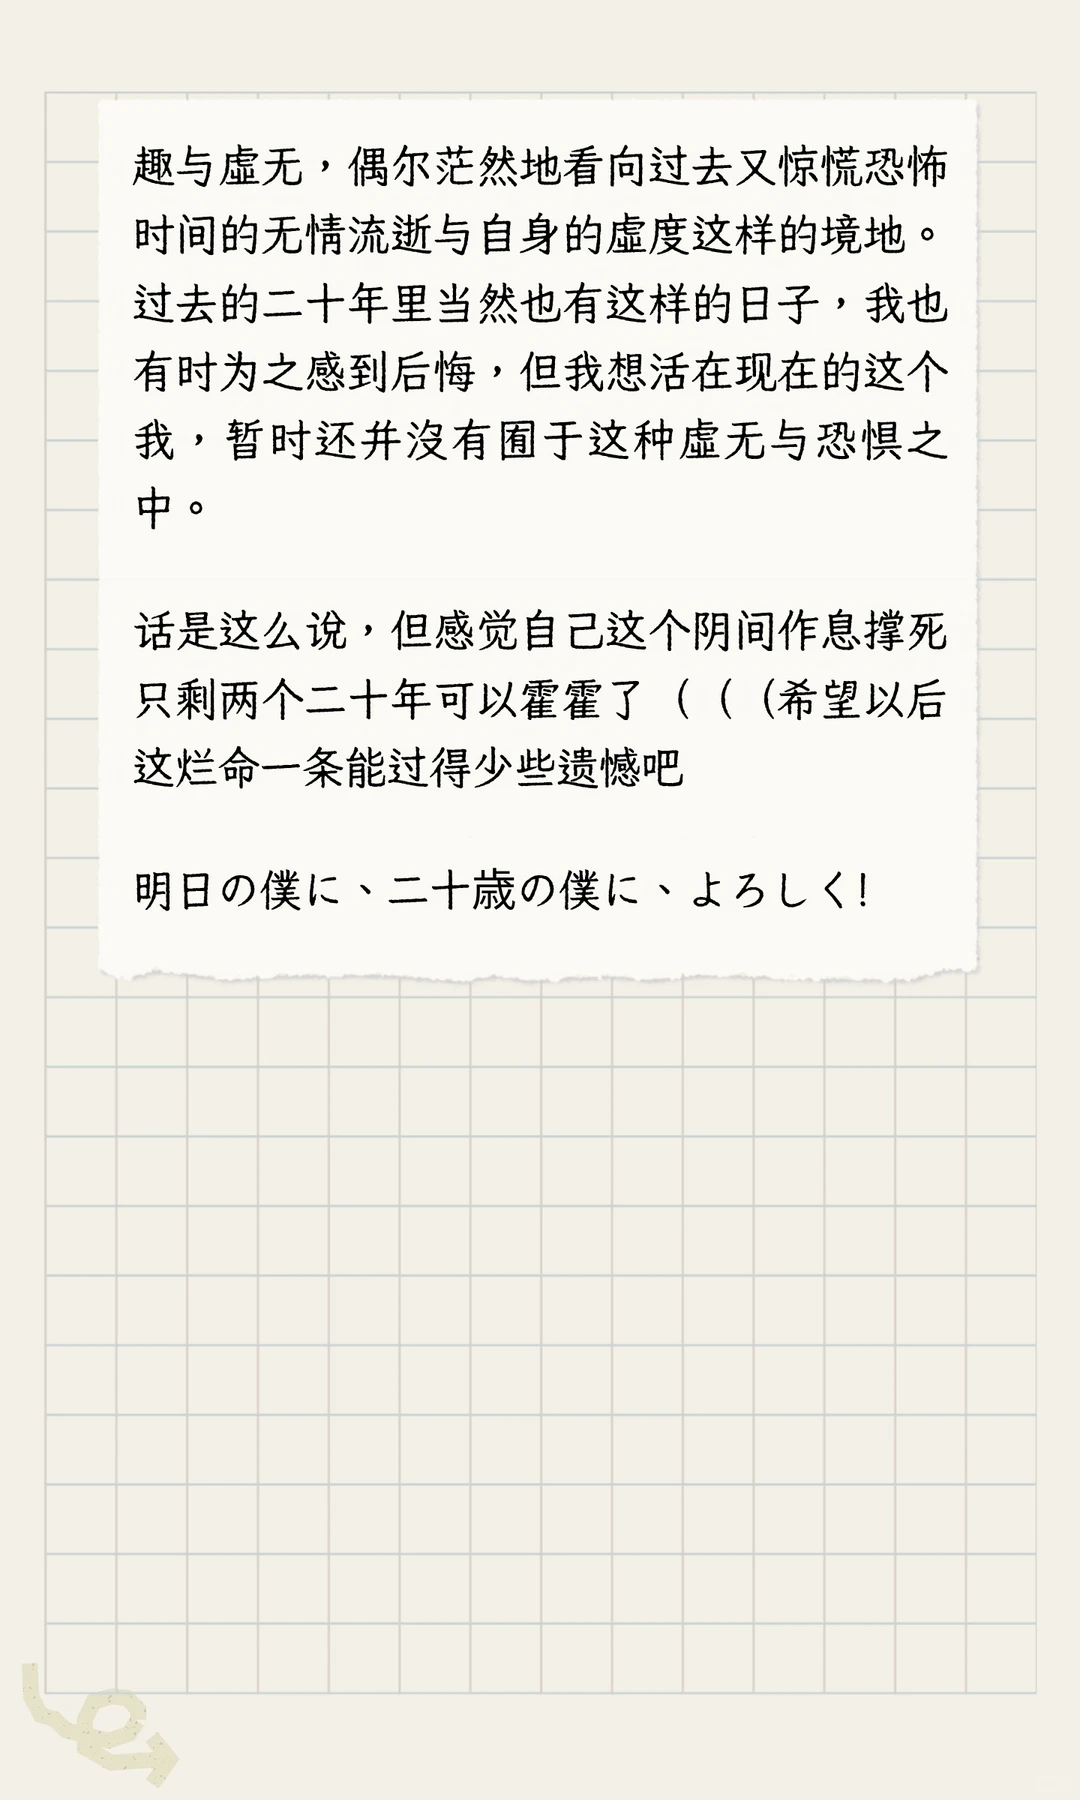 趣与虚无，偶尔茫然地看向过去又惊慌恐怖
时间的无情流逝与自身的虚度这样的境地。
过去的二十年里当然也有这样的日子，我也
有时为之感到后悔，但我想活在现在的这个
我，暂时还并没有囿于这种虚无与恐惧之
中。
话是这么说，但感觉自己这个阴间作息撑死
只剩两个二十年可以霍霍了（（（希望以后
这烂命一条能过得少些遗憾吧
明日の僕に、二十歳の僕に、よろしく!